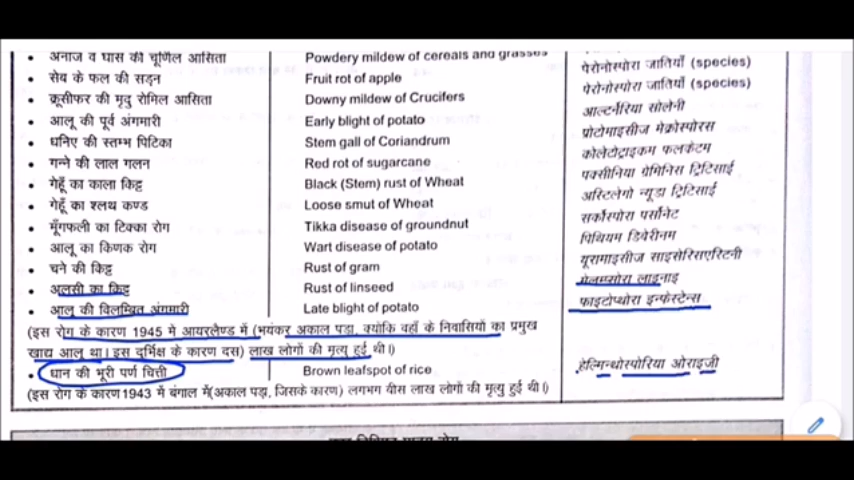 अनाज व घास की चूर्णिल आसिता Powdery mildew of cereals and grasses
पेरोनोस्पोरा जातियाँ (species)
सेब के फल की सड़न Fruit rot of apple पेरोनोस्पोरा जातियाँ (species)
क्रूसीफर की मृदु रोमिल आसिता Downy mildew of Crucifers आल्टर्नेरिया सोलेनी
आलू की पूर्व अंगमारी Early blight of potato प्रोटोमाइसीज मेक्रोस्पोरस
धनिए की स्तम्भ पिटिका Stem gall of Coriandrum कोलेटोट्राइकम फलकेटम
गन्ने की लाल गलन Red rot of sugarcane पक्सीनिया ग्रेमिनिस ट्रिटिसाई
गेहूँ का काला किट्ट Black (Stem) rust of Wheat अस्टिलेगो न्यूडा ट्रिटिसाई
गेहूँ का श्लथ कण्ड Loose smut of Wheat सर्कोस्पोरा पर्सोनेट
मूँगफली का टिक्का रोग Tikka disease of groundnut पिथियम डिबेरीनम
आलू का किणक रोग Wart disease of potato यूरामाइसीज साइसेरिसएरिटनी
चने की किट्ट Rust of gram
अलसी का किट्ट Rust of linseed मेलम्पसोरा लाइनाइ
आलू की विलम्बित अंगमारी Late blight of potato फाइटोप्थोरा इन्फेस्टेन्स
(इस रोग के कारण 1945 मे आयरलैण्ड में (भयंकर अकाल पड़ा, क्योकि वहाँ के निवासियों का प्रमुख
खाद्य आलू था। इस दुर्भिक्ष के कारण दस) लाख लोगों की मृत्यु हुई थी।)
धान की भूरी पर्ण चित्ती Brown leafspot of rice हेल्मिन्थोस्पोरिया ओराइजी
(इस रोग के कारण 1943 में बंगाल में(अकाल पड़ा, जिसके कारण) लगभग बीस लाख लोगों की मृत्यु हुई थी।)